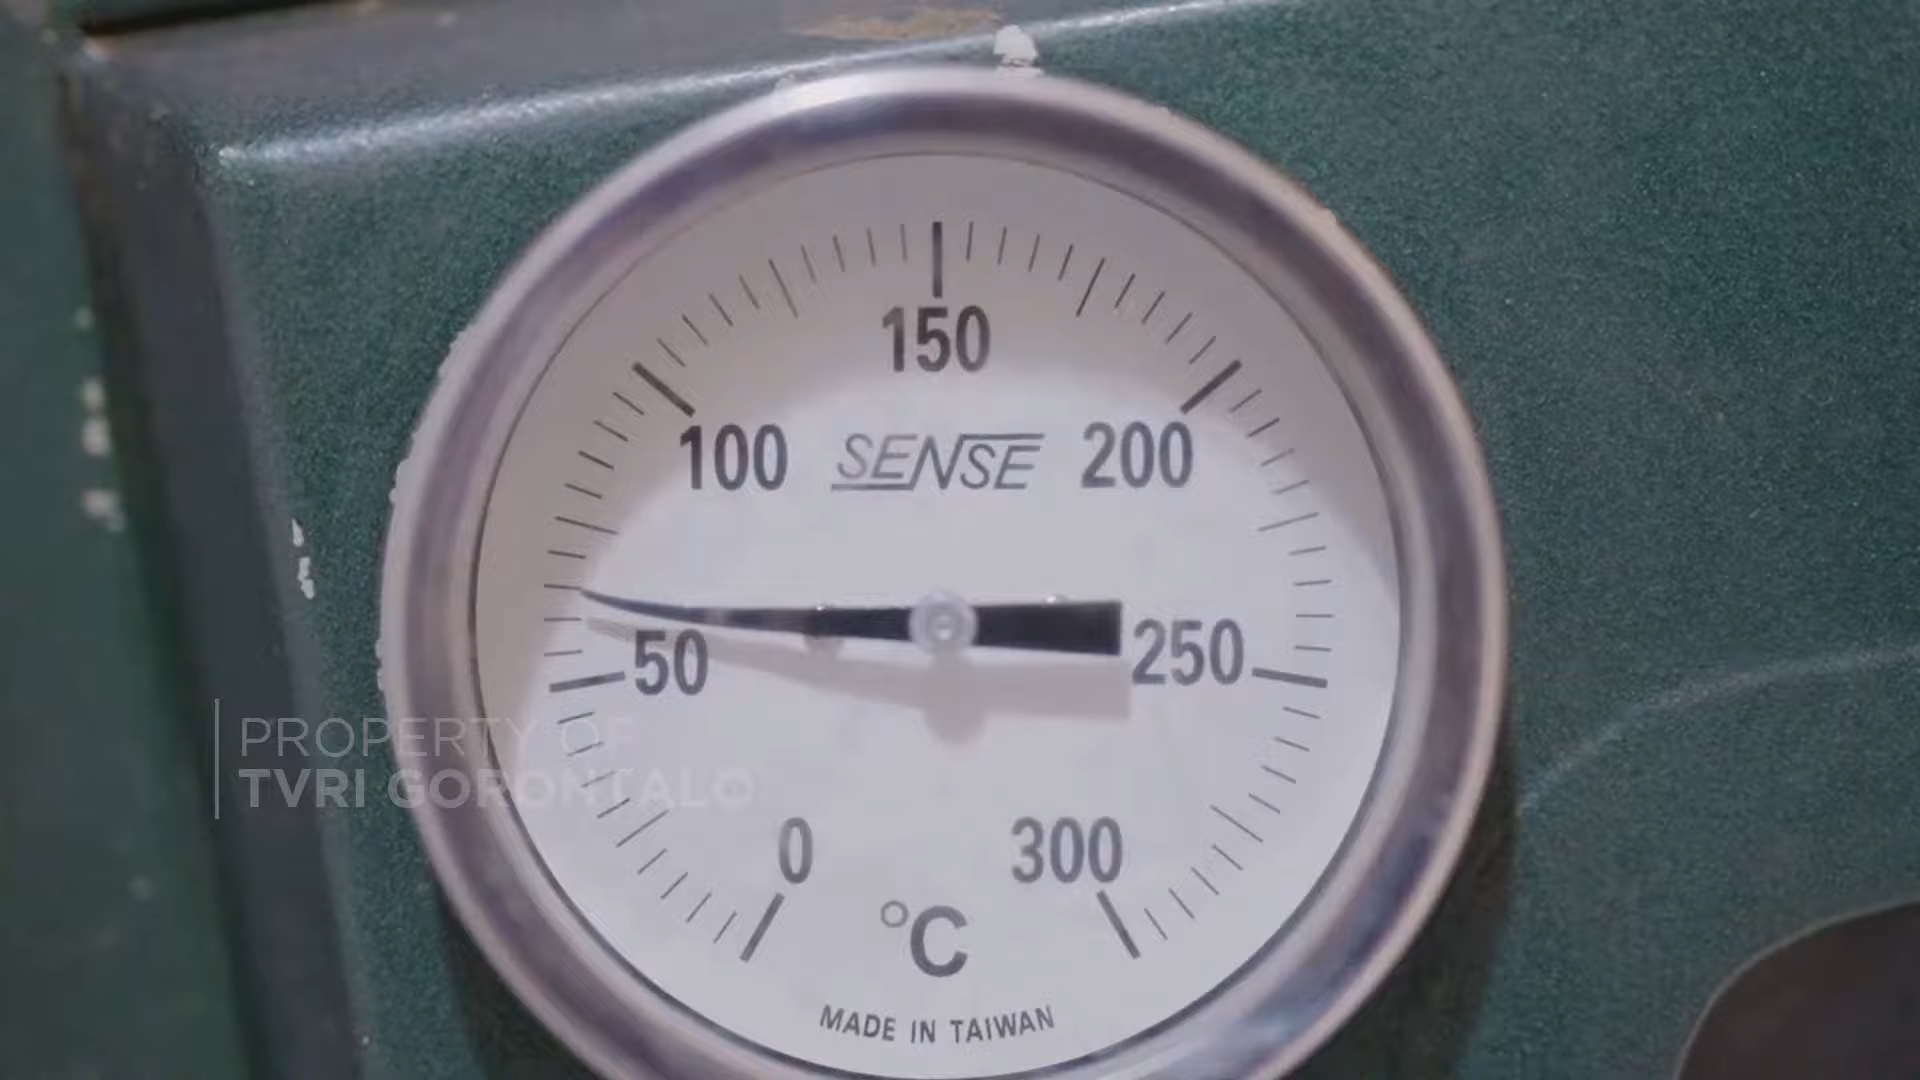 150
100 SENSE 200
50 250
PROPERTY OF
TVRI GORONTALO
0 300
°C
MADE IN TAIWAN